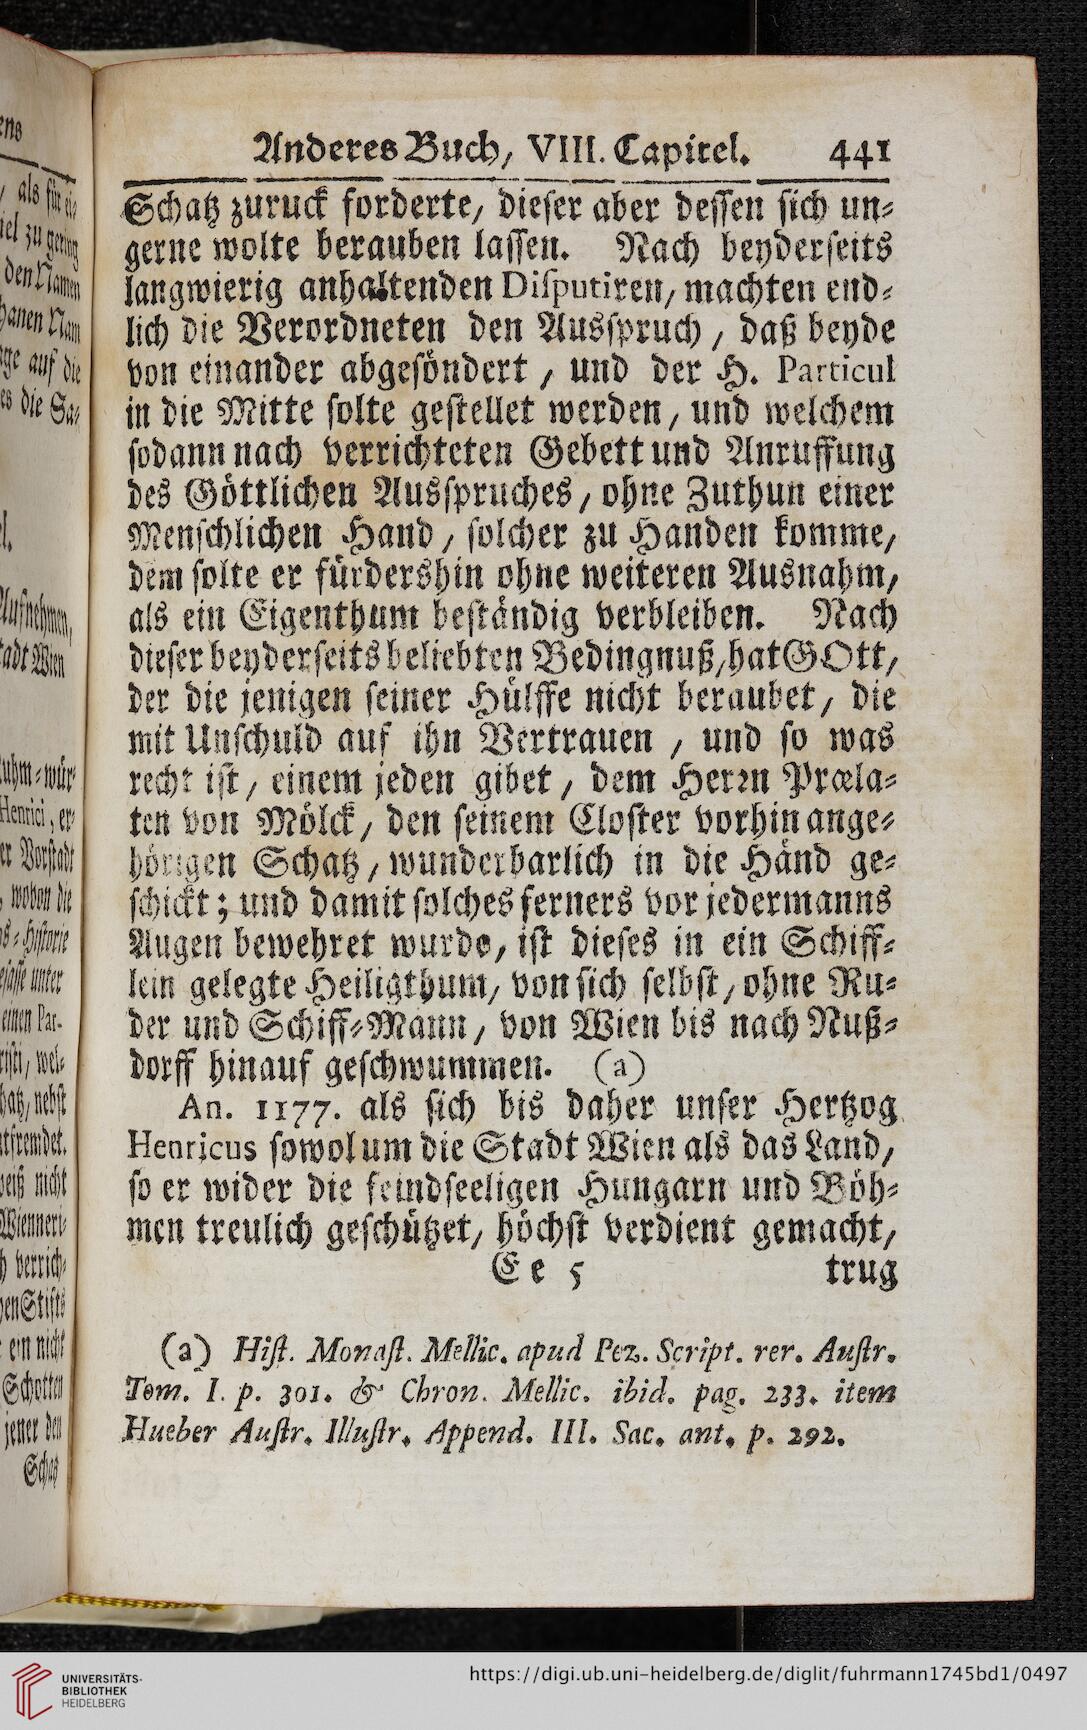 Anderes Buch, VIII. Capitel. 441
Schatz zuruck forderte, dieser aber dessen sich un-
gerne wolte berauben lassen. Nach beyderseits
langwierig anhaltenden Disputiren, machten end-
lich die Verordneten den Ausspruch, daß beyde
von einander abgesöndert, und der H. Particul
in die Mitte solte gestellet werden, und welchem
sodann nach verrichteten Gebett und Anruffung
des Göttlichen Ausspruches, ohne Zuthun einer
Menschlichen Hand, solcher zu Handen komme,
dem solte er fürdershin ohne weiteren Ausnahm,
als ein Eigenthum beständig verbleiben. Nach
dieser beyderseits beliebten Bedingnuß, hat GOtt,
der die jenigen seiner Hülffe nicht beraubet, die
mit Unschuld auf ihn Vertrauen, und so was
recht ist, einem jeden gibet, dem Herrn Præla-
ten von Mölck, den seinem Closter vorhin ange-
hörigen Schatz, wunderbarlich in die Händ ge-
schickt; und damit solches ferners vor jedermanns
Augen bewehret wurde, ist dieses in ein Schiff-
lein gelegte Heiligthum, von sich selbst, ohne Ru-
der und Schiff-Mann, von Wien bis nach Nuß-
dorff hinauf geschwummen. (a)
An. 1177. als sich bis daher unser Hertzog
Henricus sowol um die Stadt Wien als das Land,
so er wider die feindseeligen Hungarn und Böh-
men treulich geschützet, höchst verdient gemacht,
Ee 5 trug
(a) Hist. Monast. Mellic. apud Pez. Script. rer. Austr.
Tom. I. p. 301. & Chron. Mellic. ibid. pag. 233. item
Hueber Austr. Illustr. Append. III. Sac. ant. p. 292.
UNIVERSITÄTS-
BIBLIOTHEK
HEIDELBERG
https://digi.ub.uni-heidelberg.de/diglit/fuhrmann1745bd1/0497